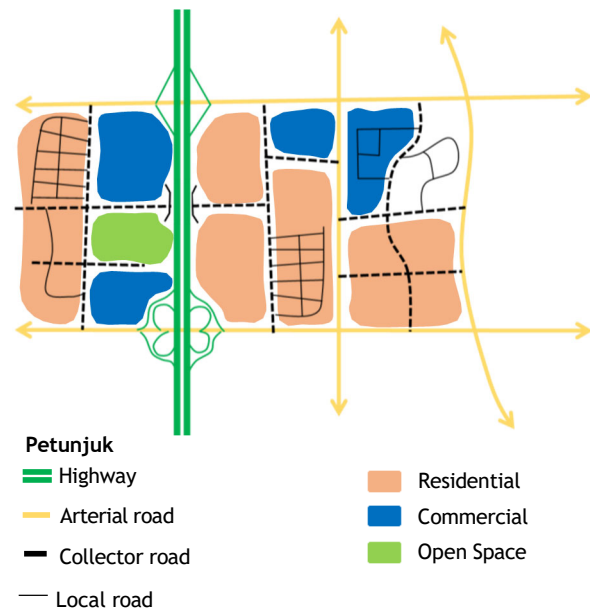 Petunjuk
Highway
Arterial road
Collector road
Local road
Residential
Commercial
Open Space